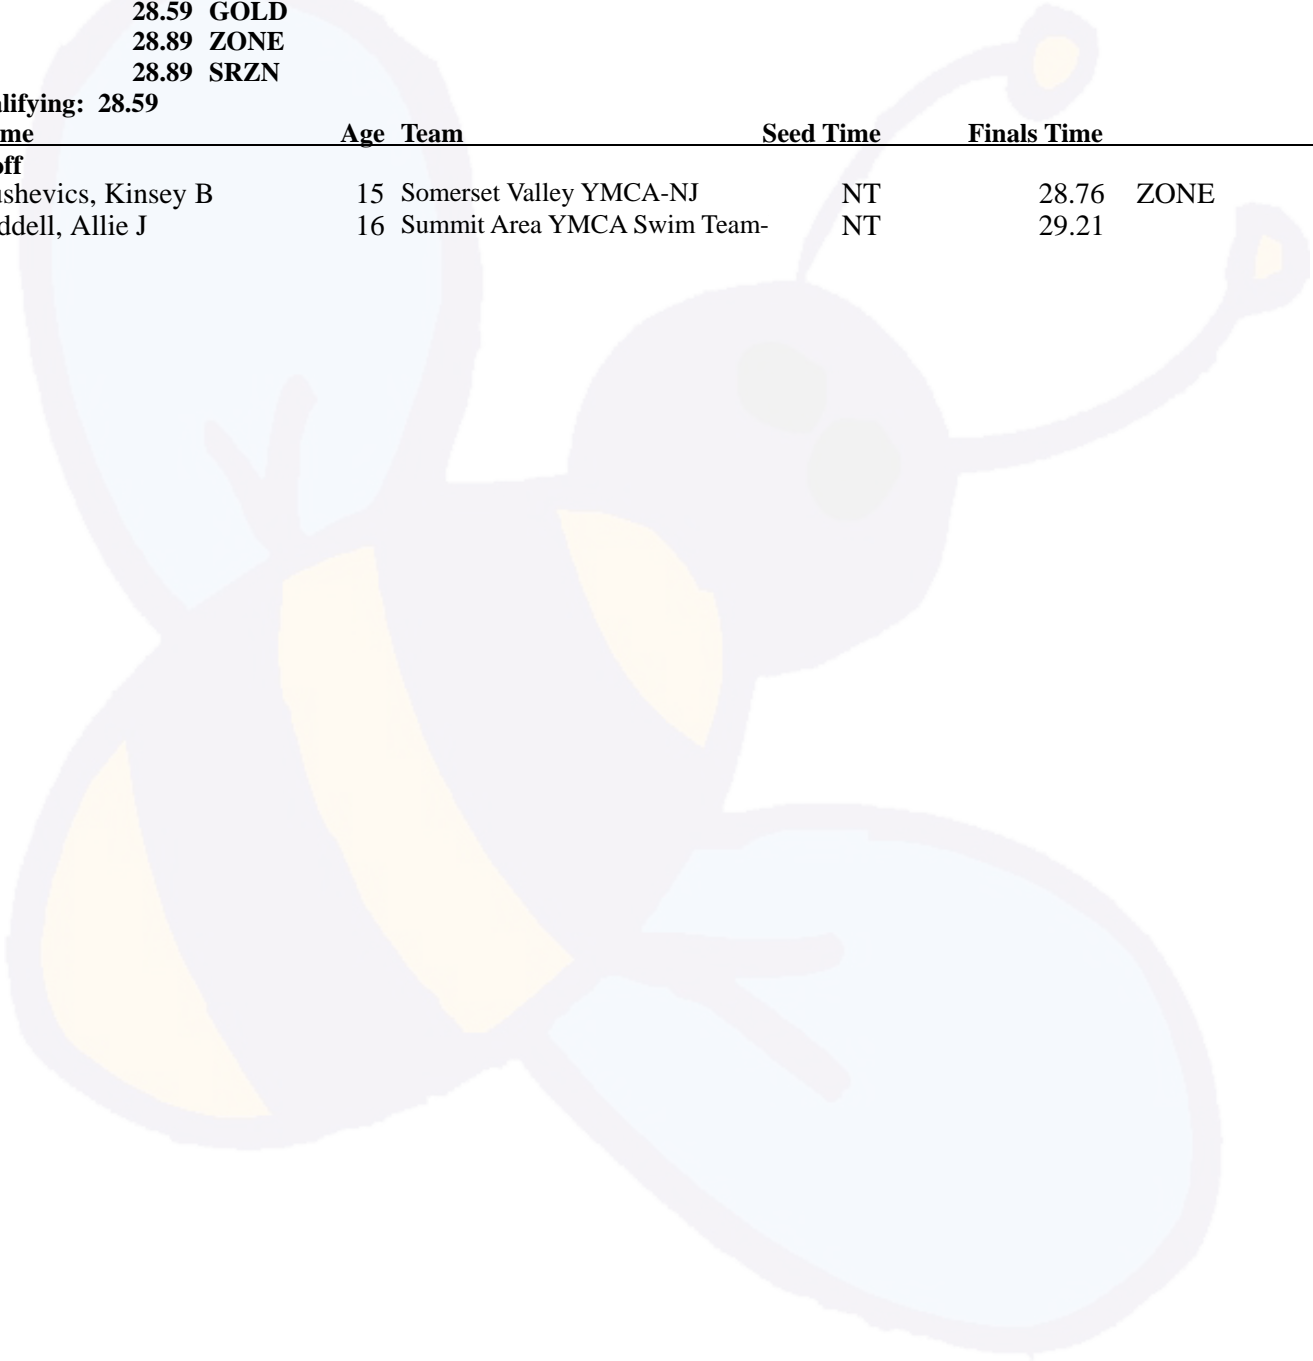 28.59 GOLD
28.89 ZONE
28.89 SRZN
alifying: 28.59
me Age Team Seed Time Finals Time
off
ushevics, Kinsey B 15 Somerset Valley YMCA-NJ NT 28.76 ZONE
ddell, Allie J 16 Summit Area YMCA Swim Team- NT 29.21